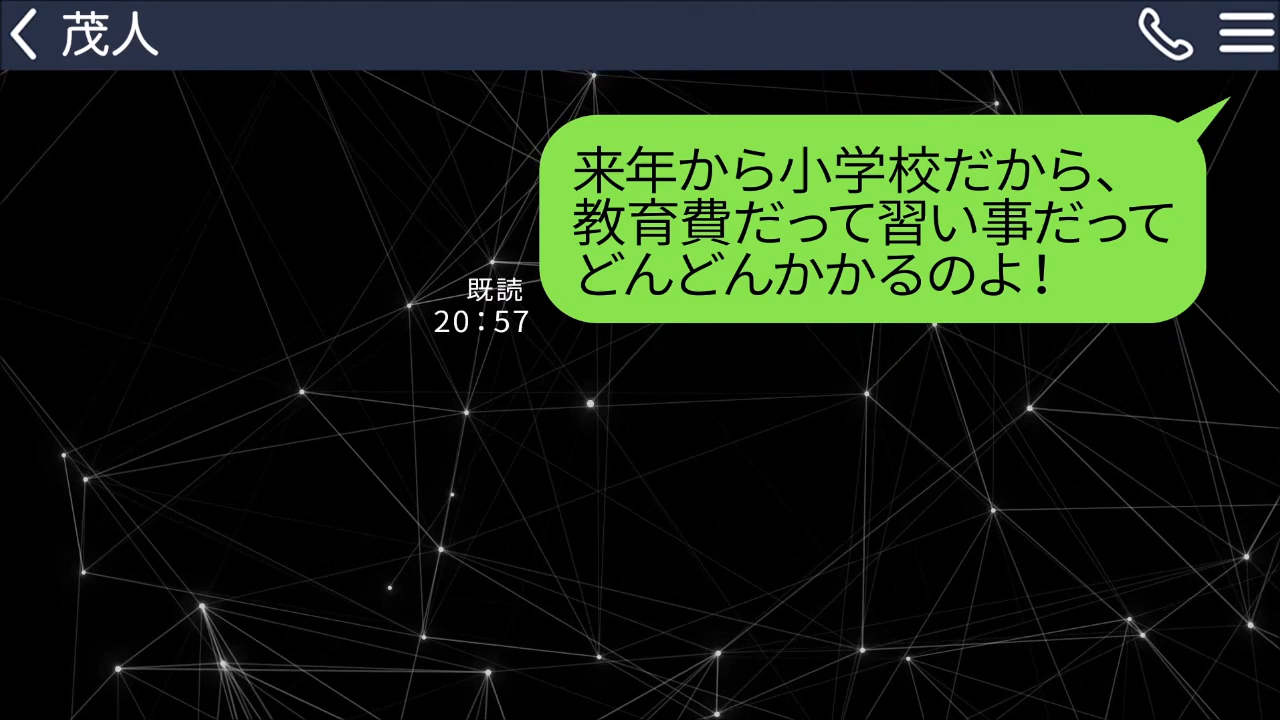 茂人
来年から小学校だから、
教育費だって習い事だって
どんどんかかるのよ！
既読
20：57